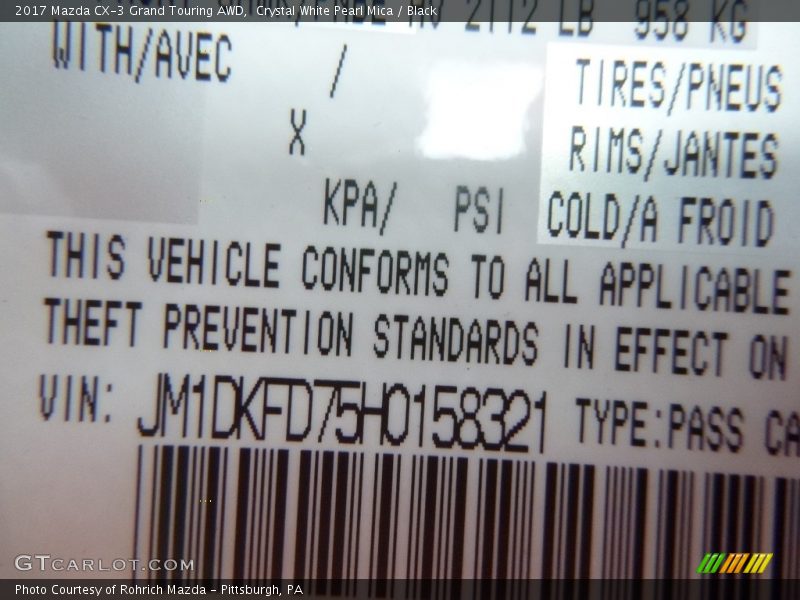 2017 Mazda CX-3 Grand Touring AWD, Crystal White Pearl Mica / Black
2112 LB 958 KG
WITH/AVEC / TIRES/PNEUS
X RIMS/JANTES
KPA/ PSI COLD/A FROID
THIS VEHICLE CONFORMS TO ALL APPLICABLE
THEFT PREVENTION STANDARDS IN EFFECT ON
VIN: JM1DKFD75H0158321 TYPE:PASS CA
GTCARLOT.COM
Photo Courtesy of Rohrich Mazda - Pittsburgh, PA